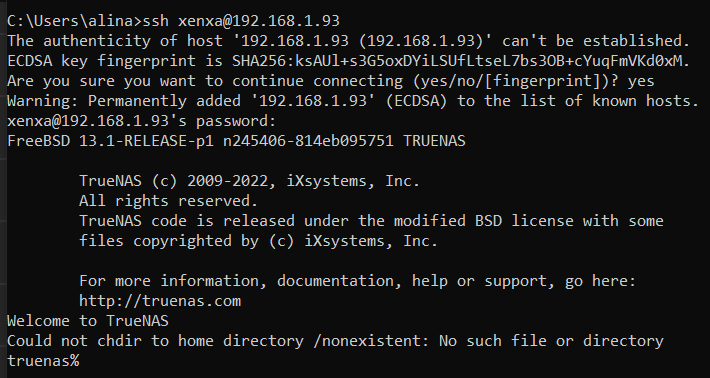 C:\Users\alina>ssh xenxa@192.168.1.93
The authenticity of host '192.168.1.93 (192.168.1.93)' can't be established.
ECDSA key fingerprint is SHA256:ksAUl+s3G5oxDYiLSUfLtseL7bs3OB+cYuqFmVKd0xM.
Are you sure you want to continue connecting (yes/no/[fingerprint])? yes
Warning: Permanently added '192.168.1.93' (ECDSA) to the list of known hosts.
xenxa@192.168.1.93's password:
FreeBSD 13.1-RELEASE-p1 n245406-814eb095751 TRUENAS
TrueNAS (c) 2009-2022, iXsystems, Inc.
All rights reserved.
TrueNAS code is released under the modified BSD license with some
files copyrighted by (c) iXsystems, Inc.
For more information, documentation, help or support, go here:
http://truenas.com
Welcome to TrueNAS
Could not chdir to home directory /nonexistent: No such file or directory
truenas%